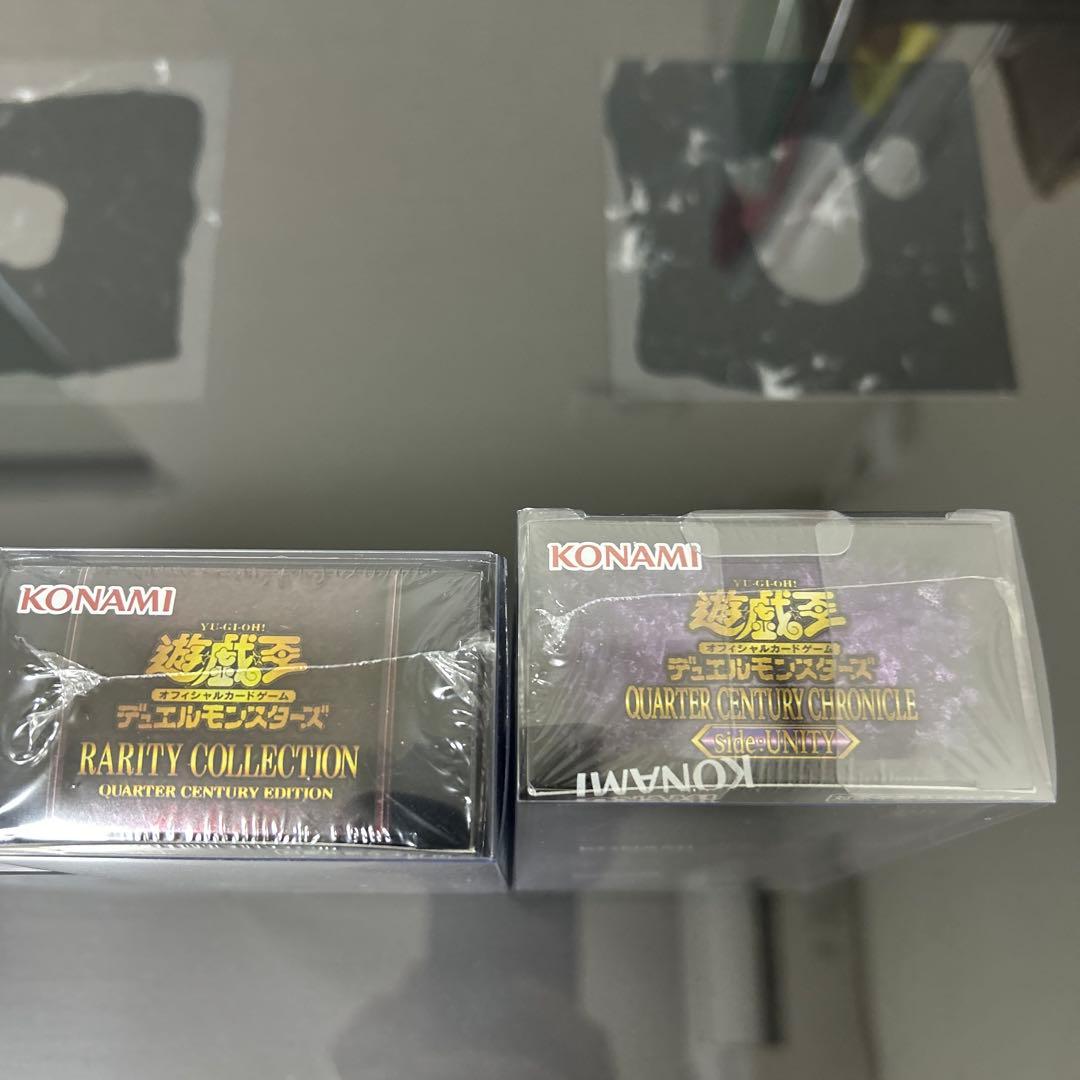 KONAMI
YU-GI-OH!
遊戯王
オフィシャルカードゲーム
デュエルモンスターズ
RARITY COLLECTION
QUARTER CENTURY EDITION
KONAMI
YU-GI-OH!
遊戯王
オフィシャルカードゲーム
デュエルモンスターズ
QUARTER CENTURY CHRONICLE
side:UNITY
KONAMI